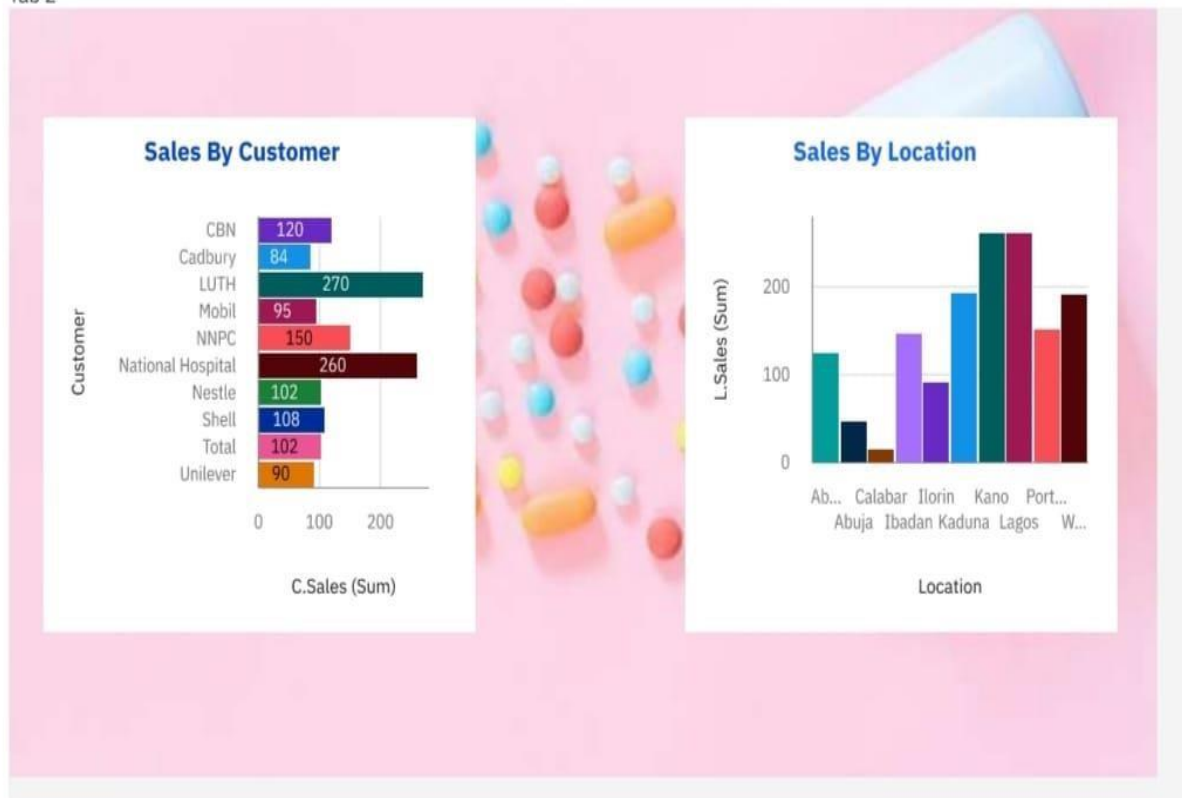 Tab 2
Sales By Customer
Customer
CBN 120
Cadbury 84
LUTH 270
Mobil 95
NNPC 150
National Hospital 260
Nestle 102
Shell 108
Total 102
Unilever 90
0 100 200
C.Sales (Sum)
Sales By Location
L.Sales (Sum)
200
100
0
Ab... Calabar Ilorin Kano Port...
Abuja Ibadan Kaduna Lagos W...
Location